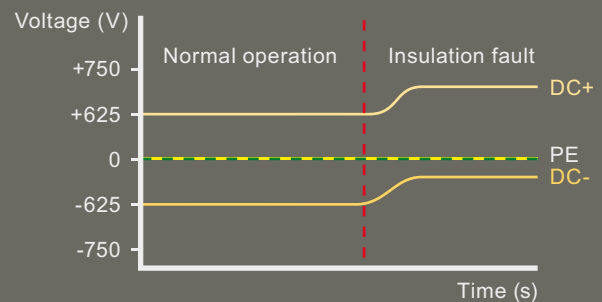 Voltage (V)
Normal operation
Insulation fault
+750
DC+
+625
0
PE
DC-
-625
-750
Time (s)